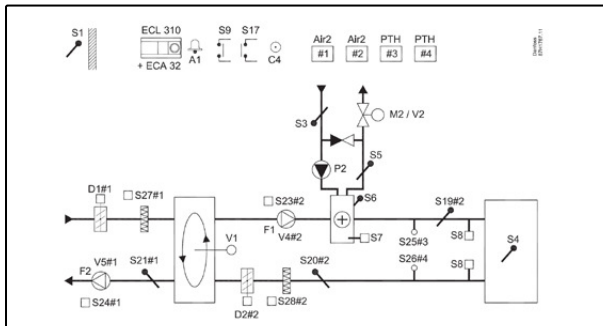 S1
ECL 310
+ ECA 32
A1
S9
S17
C4
Air2
#1
Air2
#2
PTH
#3
PTH
#4
Danfoss
S3
M2 / V2
P2
S5
S6
D1#1
S27#1
S23#2
F1
V4#2
S7
S19#2
S25#3
S8
V1
S4
F2
V5#1
S24#1
S21#1
D2#2
S28#2
S20#2
S26#4
S8